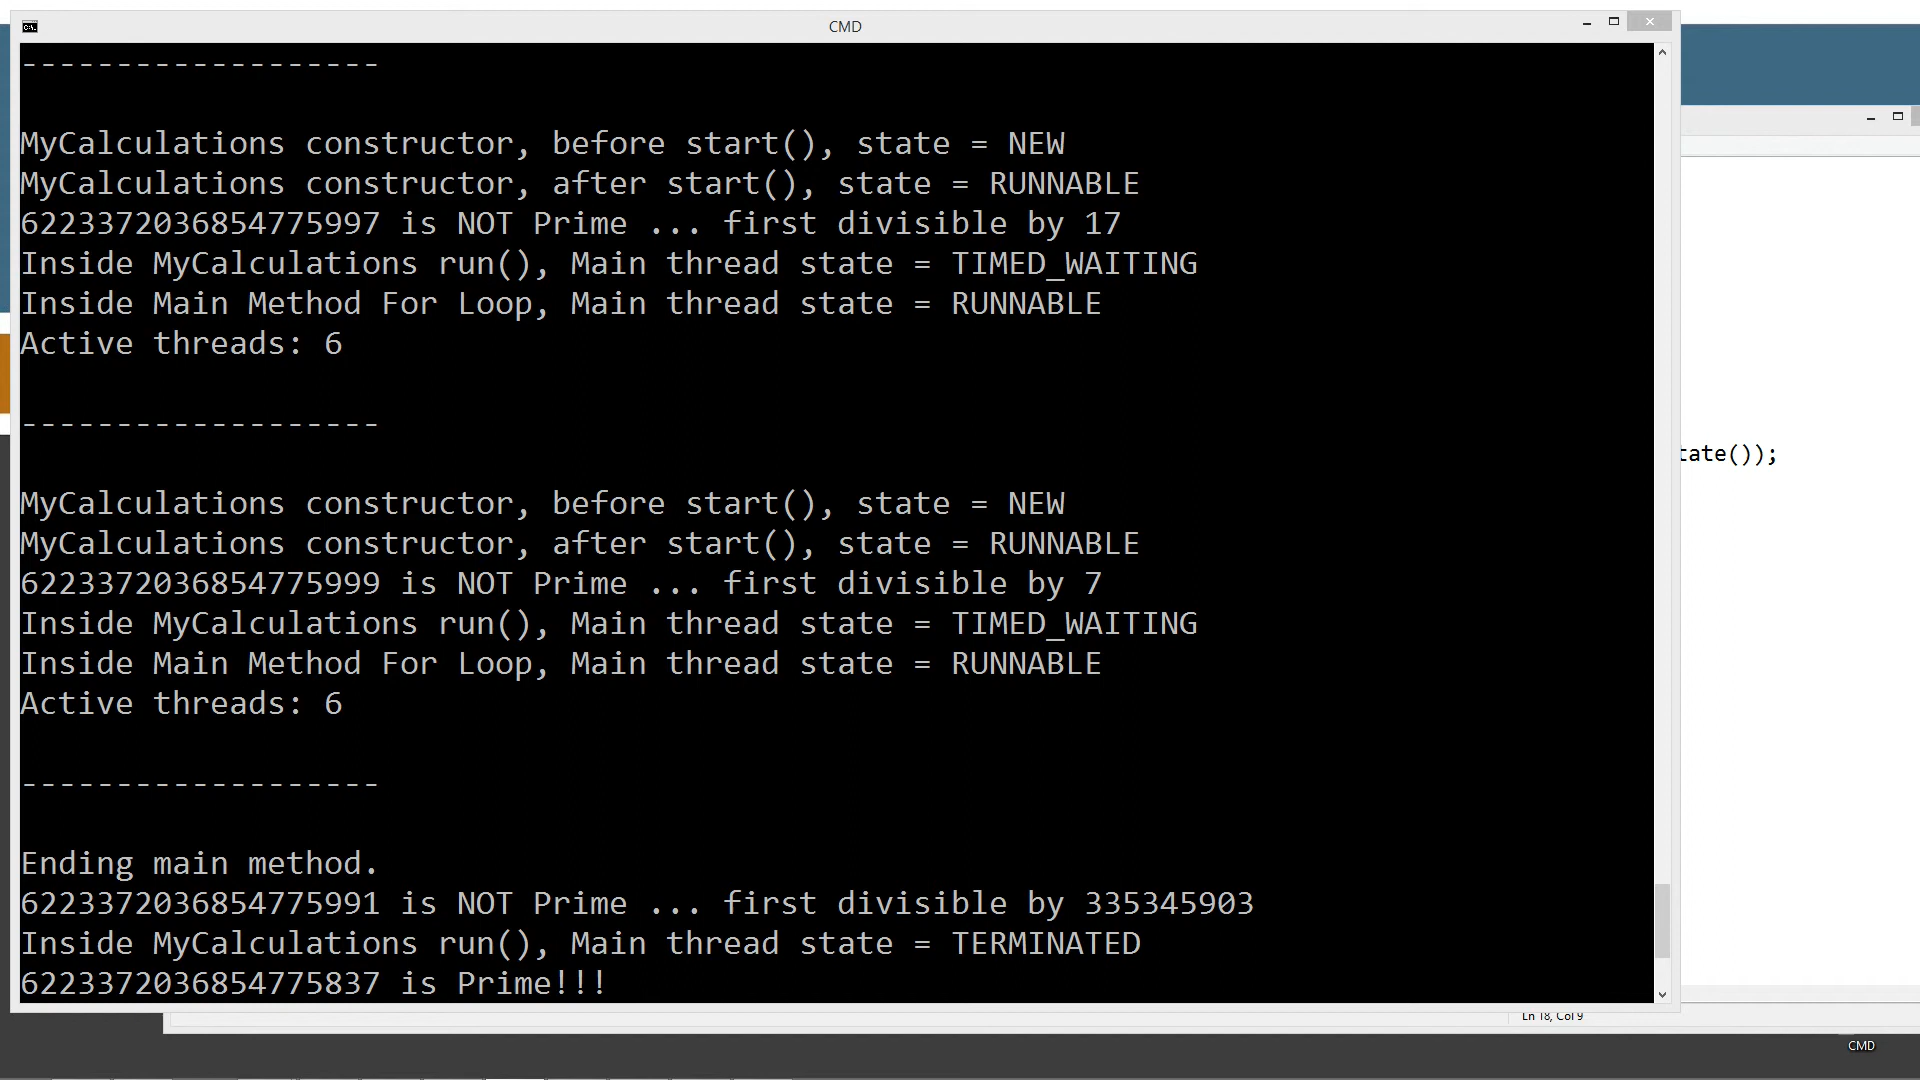 CMD
-------------------
MyCalculations constructor, before start(), state = NEW
MyCalculations constructor, after start(), state = RUNNABLE
6223372036854775997 is NOT Prime ... first divisible by 17
Inside MyCalculations run(), Main thread state = TIMED_WAITING
Inside Main Method For Loop, Main thread state = RUNNABLE
Active threads: 6
-------------------
tate());
MyCalculations constructor, before start(), state = NEW
MyCalculations constructor, after start(), state = RUNNABLE
6223372036854775999 is NOT Prime ... first divisible by 7
Inside MyCalculations run(), Main thread state = TIMED_WAITING
Inside Main Method For Loop, Main thread state = RUNNABLE
Active threads: 6
-------------------
Ending main method.
6223372036854775991 is NOT Prime ... first divisible by 335345903
Inside MyCalculations run(), Main thread state = TERMINATED
6223372036854775837 is Prime!!!
Ln 18, Col 9
CMD